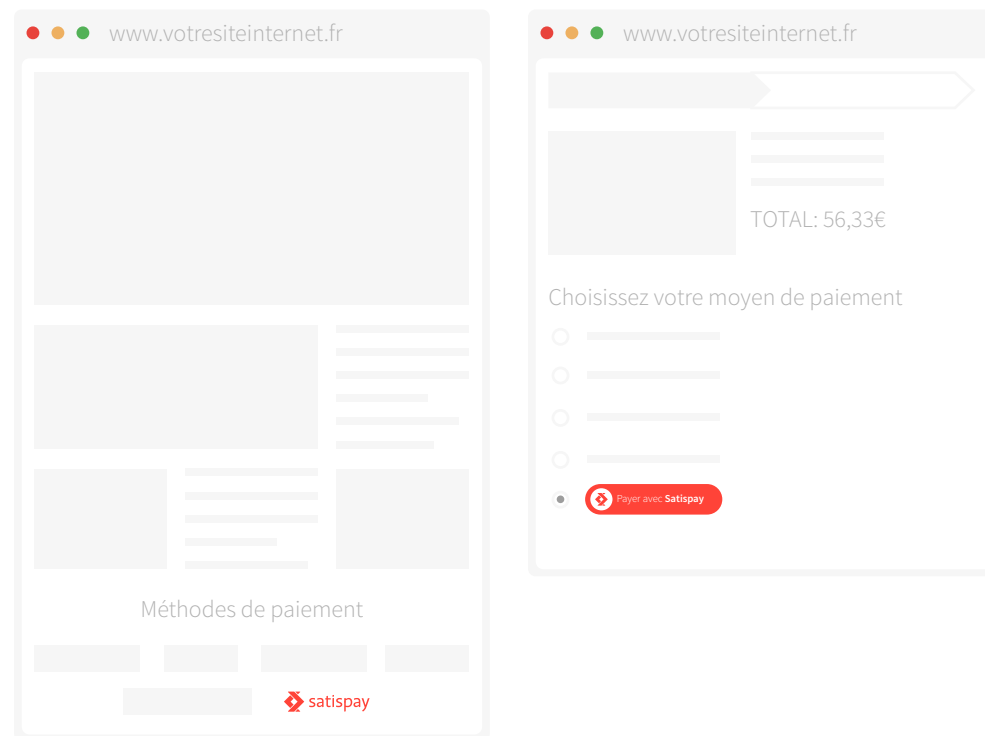 www.votresiteinternet.fr
Méthodes de paiement
satispay
www.votresiteinternet.fr
TOTAL: 56,33€
Choisissez votre moyen de paiement
Payer avec Satispay